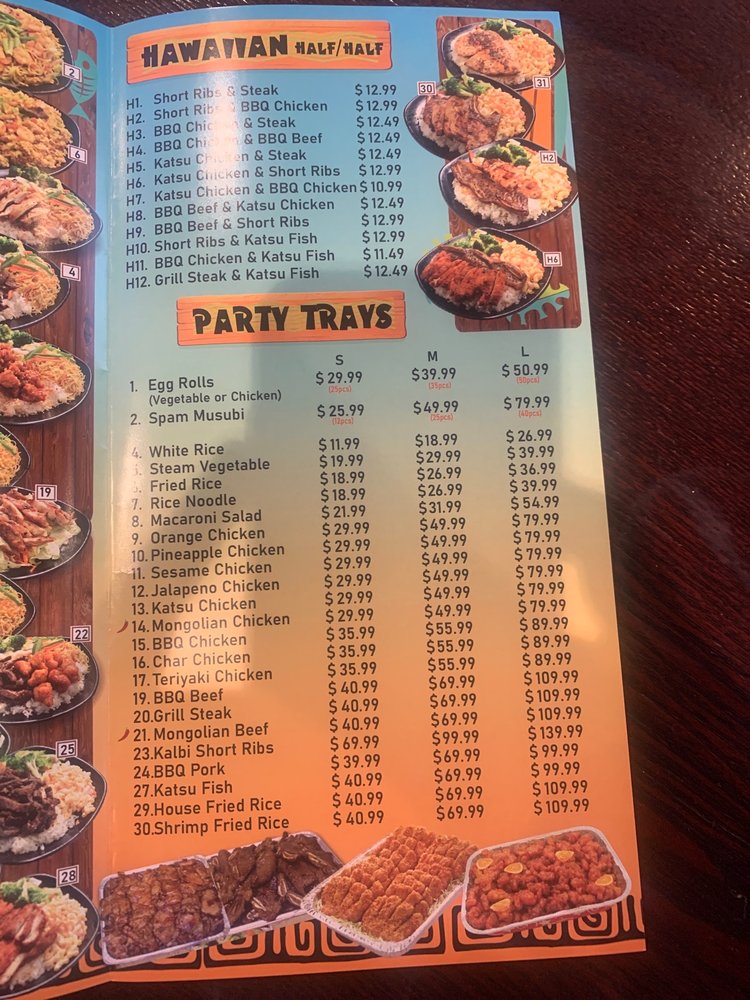 HAWAIIAN HALF/HALF
H1. Short Ribs & Steak $12.99
H2. Short Ribs & BBQ Chicken $12.99
H3. BBQ Chicken & Steak $12.49
H4. BBQ Chicken & BBQ Beef $12.49
H5. Katsu Chicken & Steak $12.49
H6. Katsu Chicken & Short Ribs $12.99
H7. Katsu Chicken & BBQ Chicken $10.99
H8. BBQ Beef & Katsu Chicken $12.49
H9. BBQ Beef & Short Ribs $12.99
H10. Short Ribs & Katsu Fish $12.99
H11. BBQ Chicken & Katsu Fish $11.49
H12. Grill Steak & Katsu Fish $12.49
PARTY TRAYS
S M L
1. Egg Rolls $29.99 $39.99 $50.99
(Vegetable or Chicken) (25pcs) (35pcs) (50pcs)
2. Spam Musubi $25.99 $49.99 $79.99
(12pcs) (25pcs) (40pcs)
4. White Rice $11.99 $18.99 $26.99
5. Steam Vegetable $19.99 $29.99 $39.99
6. Fried Rice $18.99 $26.99 $36.99
7. Rice Noodle $18.99 $26.99 $39.99
8. Macaroni Salad $21.99 $31.99 $54.99
9. Orange Chicken $29.99 $49.99 $79.99
10. Pineapple Chicken $29.99 $49.99 $79.99
11. Sesame Chicken $29.99 $49.99 $79.99
12. Jalapeno Chicken $29.99 $49.99 $79.99
13. Katsu Chicken $29.99 $49.99 $79.99
14. Mongolian Chicken $29.99 $49.99 $79.99
15. BBQ Chicken $35.99 $55.99 $89.99
16. Char Chicken $35.99 $55.99 $89.99
17. Teriyaki Chicken $35.99 $55.99 $89.99
19. BBQ Beef $40.99 $69.99 $109.99
20. Grill Steak $40.99 $69.99 $109.99
21. Mongolian Beef $40.99 $69.99 $109.99
23. Kalbi Short Ribs $69.99 $99.99 $139.99
24. BBQ Pork $39.99 $69.99 $99.99
27. Katsu Fish $40.99 $69.99 $99.99
29. House Fried Rice $40.99 $69.99 $109.99
30. Shrimp Fried Rice $40.99 $69.99 $109.99
2
6
4
19
22
25
28
30
31
H2
H6